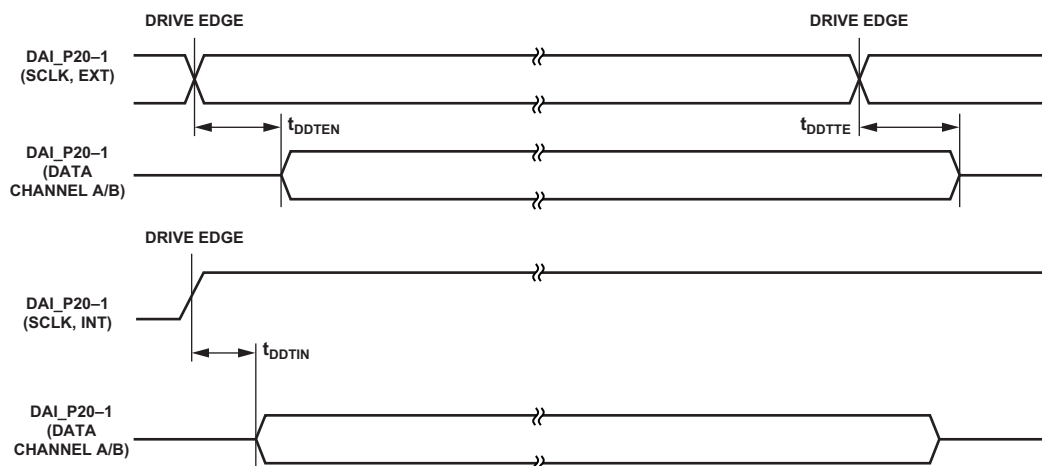 DRIVE EDGE
DRIVE EDGE
DAI_P20–1
(SCLK, EXT)
tDDTEN
tDDTTE
DAI_P20–1
(DATA
CHANNEL A/B)
DRIVE EDGE
DAI_P20–1
(SCLK, INT)
tDDTIN
DAI_P20–1
(DATA
CHANNEL A/B)